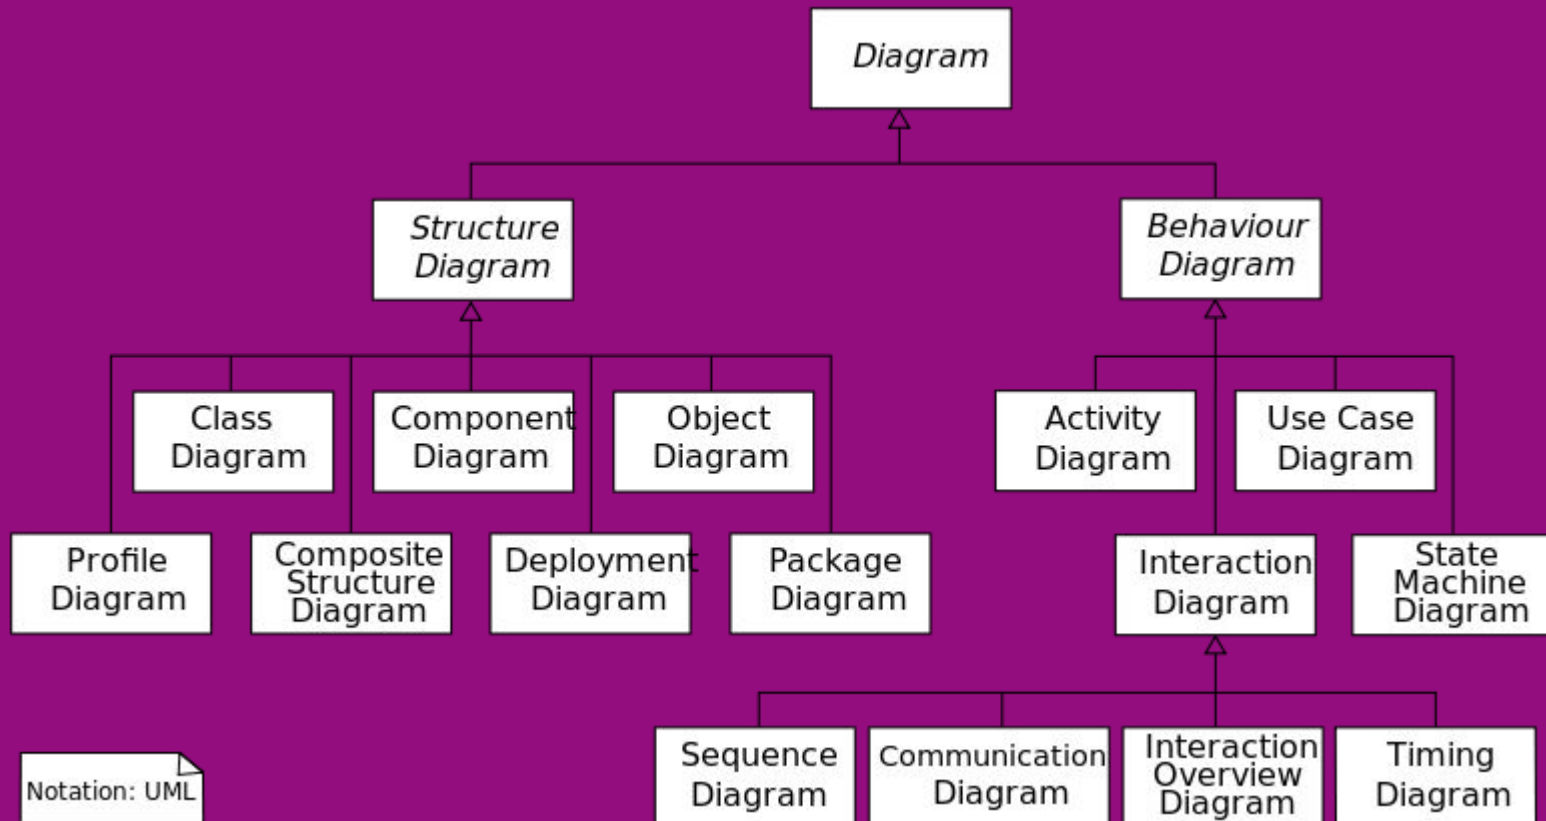 Diagram
Structure
Diagram
Behaviour
Diagram
Class
Diagram
Component
Diagram
Object
Diagram
Activity
Diagram
Use Case
Diagram
Profile
Diagram
Composite
Structure
Diagram
Deployment
Diagram
Package
Diagram
Interaction
Diagram
State
Machine
Diagram
Sequence
Diagram
Communication
Diagram
Interaction
Overview
Diagram
Timing
Diagram
Notation: UML